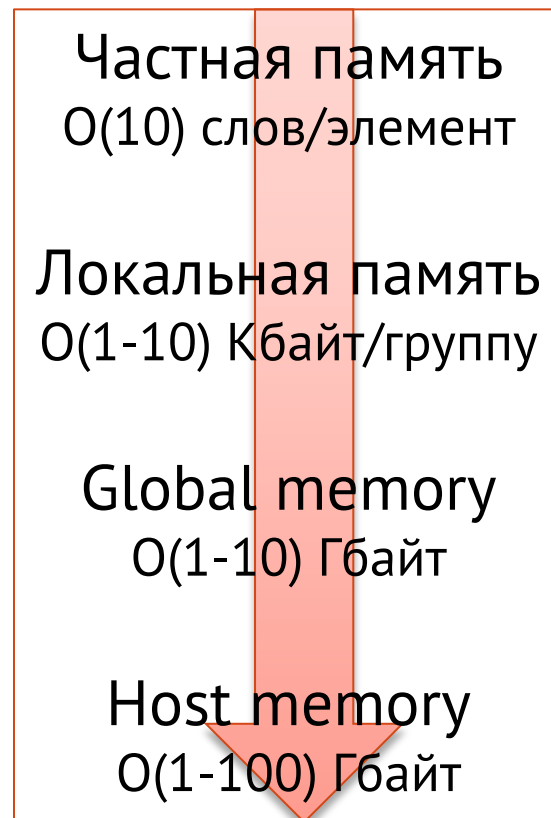 Частная память
O(10) слов/элемент
Локальная память
O(1-10) Кбайт/группу
Global memory
O(1-10) Гбайт
Host memory
O(1-100) Гбайт